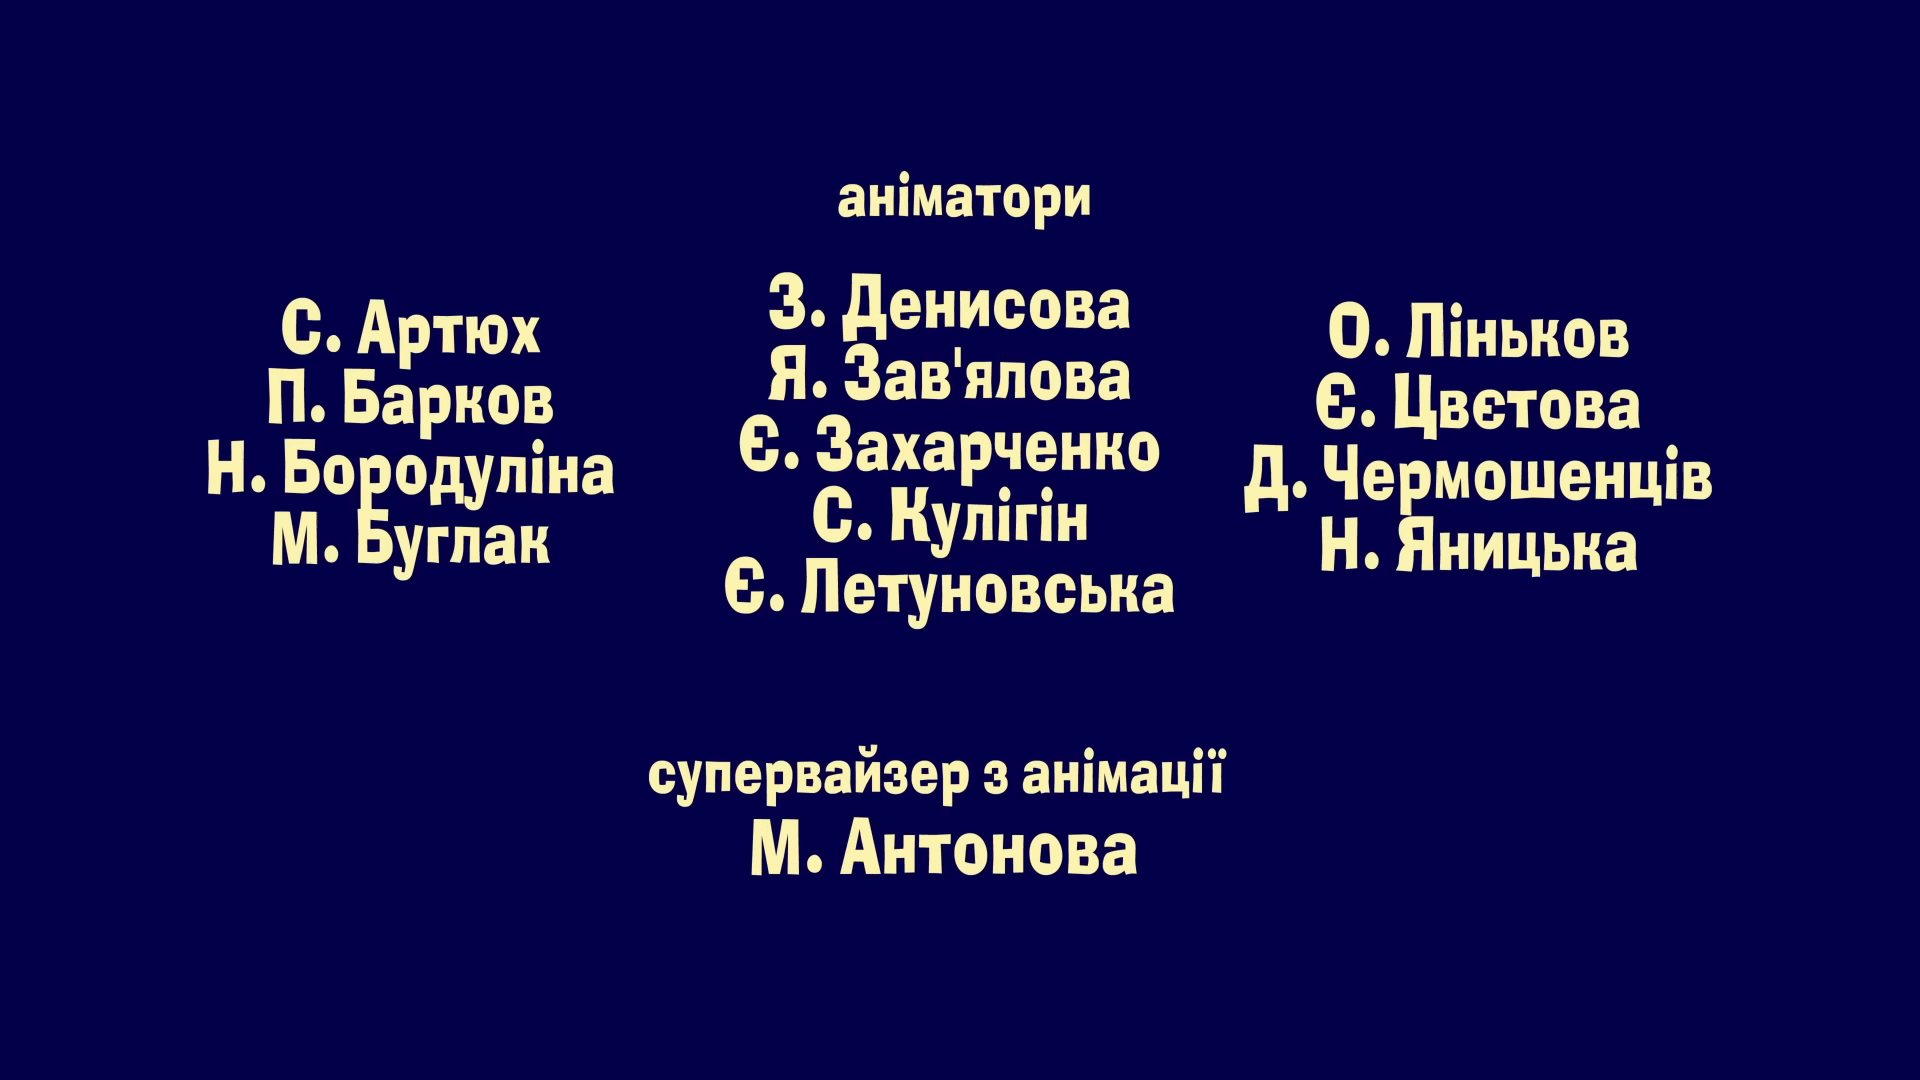 аніматори
С. Артюх
П. Барков
Н. Бородуліна
М. Буглак
З. Денисова
Я. Зав'ялова
Є. Захарченко
С. Кулігін
Є. Летуновська
О. Ліньков
Є. Цвєтова
Д. Чермошенців
Н. Яницька
супервайзер з анімації
М. Антонова